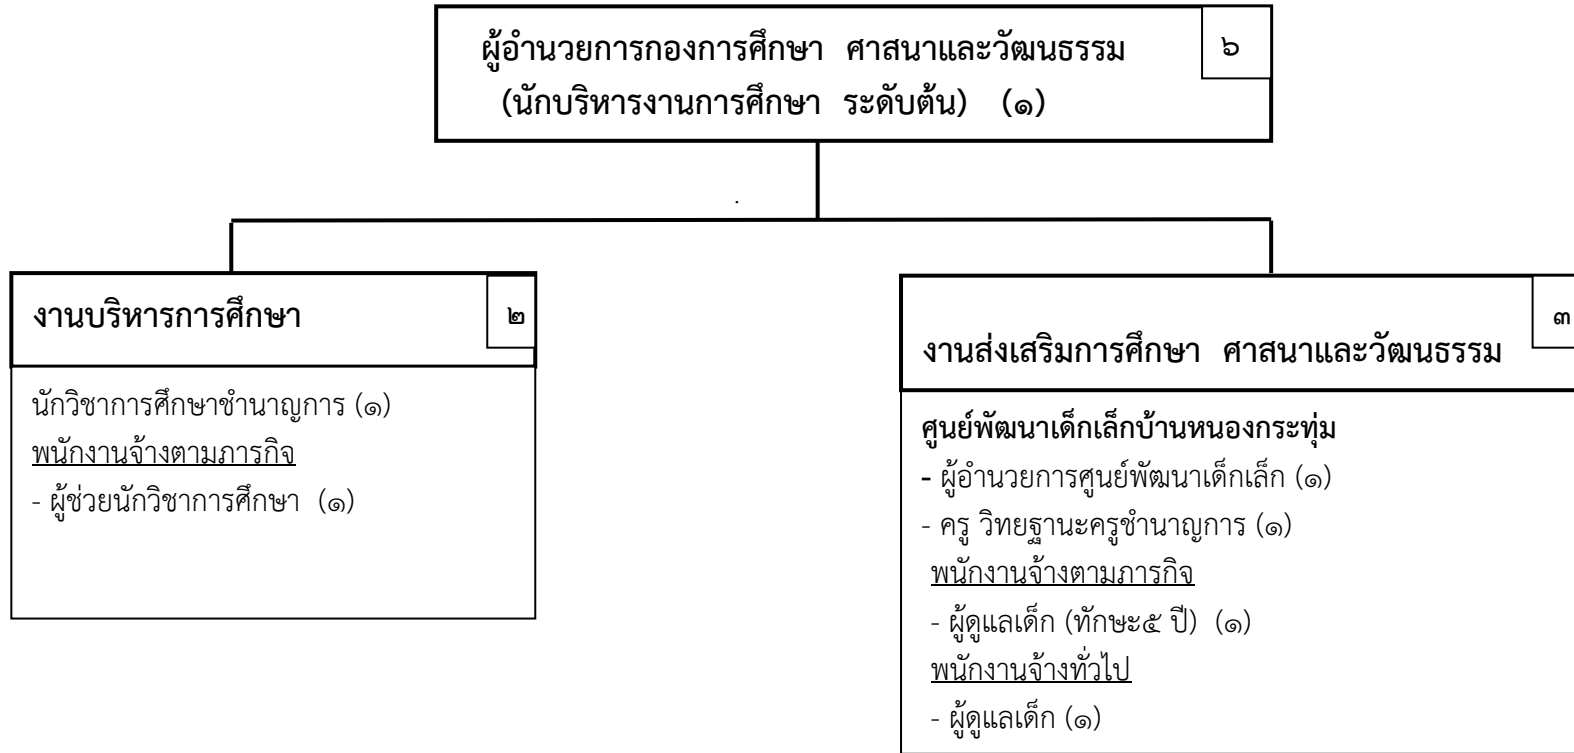 ผู้อำนวยการกองการศึกษา ศาสนาและวัฒนธรรม
๖
(นักบริหารงานการศึกษา ระดับต้น) (๑)
งานบริหารการศึกษา
๒
นักวิชาการศึกษาชำนาญการ (๑)
พนักงานจ้างตามภารกิจ
- ผู้ช่วยนักวิชาการศึกษา (๑)
๓
งานส่งเสริมการศึกษา ศาสนาและวัฒนธรรม
ศูนย์พัฒนาเด็กเล็กบ้านหนองกระทุ่ม
- ผู้อำนวยการศูนย์พัฒนาเด็กเล็ก (๑)
- ครู วิทยฐานะครูชำนาญการ (๑)
พนักงานจ้างตามภารกิจ
- ผู้ดูแลเด็ก (ทักษะ๕ ปี) (๑)
พนักงานจ้างทั่วไป
- ผู้ดูแลเด็ก (๑)